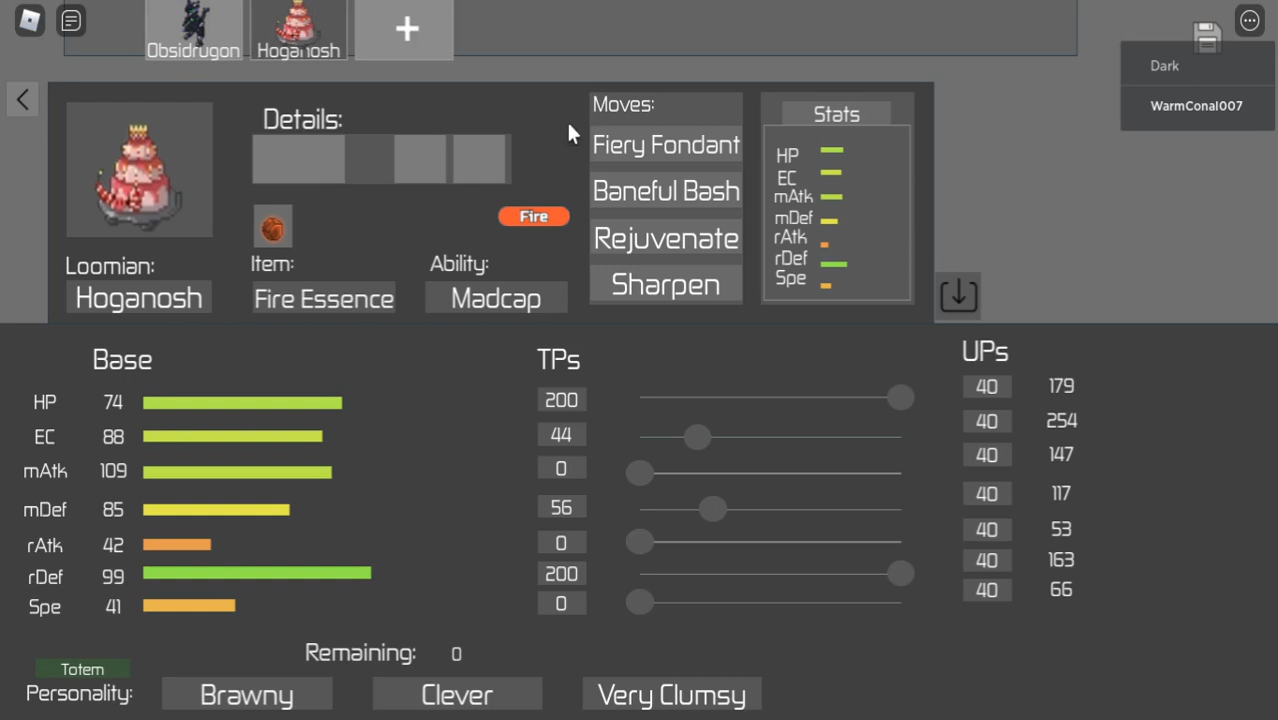 Obsidrugon
Hoganosh
+
Dark
WarmConal007
Details:
Fire
Item:
Fire Essence
Ability:
Madcap
Loomian:
Hoganosh
Moves:
Fiery Fondant
Baneful Bash
Rejuvenate
Sharpen
Stats
HP
EC
mAtk
mDef
rAtk
rDef
Spe
Base TPs UPs
HP 74 200 40 179
EC 88 44 40 254
mAtk 109 0 40 147
mDef 85 56 40 117
rAtk 42 0 40 53
rDef 99 200 40 163
Spe 41 0 40 66
Remaining: 0
Totem
Personality: Brawny Clever Very Clumsy